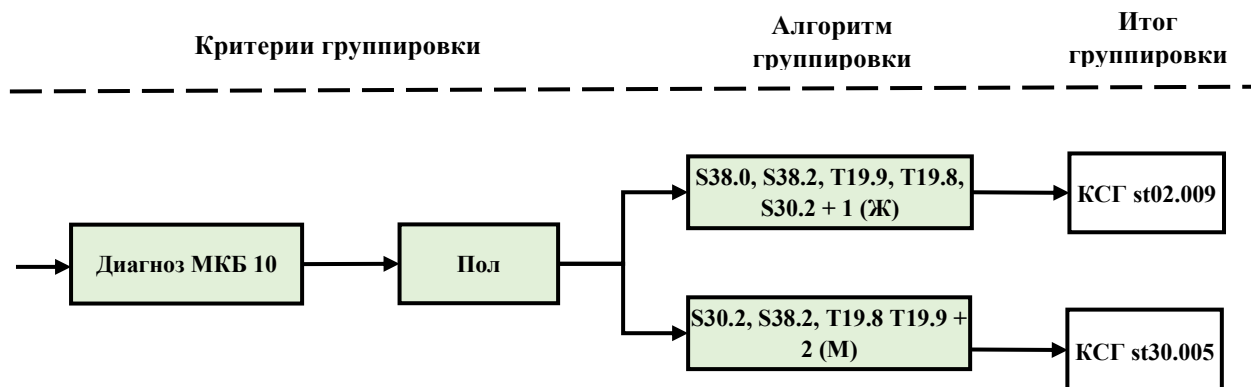 Критерии группировки
Алгоритм
группировки
Итог
группировки
S38.0, S38.2, T19.9, T19.8,
S30.2 + 1 (Ж)
КСГ st02.009
Диагноз МКБ 10
Пол
S30.2, S38.2, T19.8 T19.9 +
2 (М)
КСГ st30.005